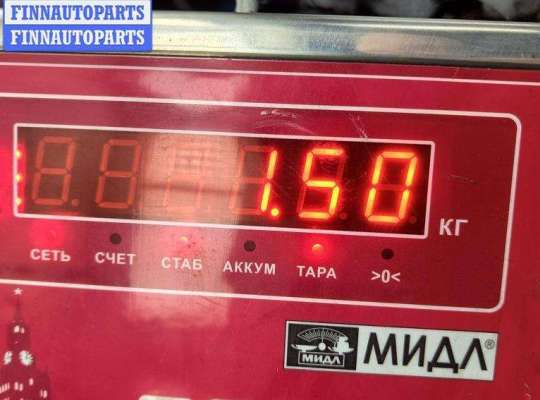 FINNAUTOPARTS
FINNAUTOPARTS
1.50
КГ
СЕТЬ СЧЕТ СТАБ АККУМ ТАРА >0<
МИДЛ МИДЛ®